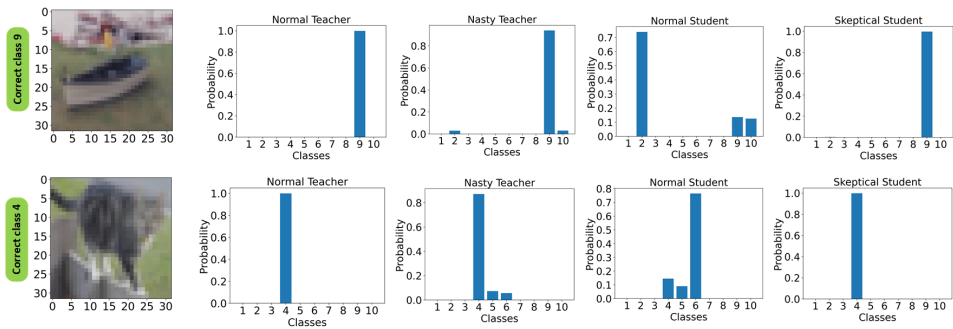 Correct class 9
0
5
10
15
20
25
30
0 5 10 15 20 25 30
Normal Teacher
Probability
1.0
0.8
0.6
0.4
0.2
0.0
1 2 3 4 5 6 7 8 9 10
Classes
Nasty Teacher
Probability
1.0
0.8
0.6
0.4
0.2
0.0
1 2 3 4 5 6 7 8 9 10
Classes
Normal Student
Probability
0.7
0.6
0.5
0.4
0.3
0.2
0.1
0.0
1 2 3 4 5 6 7 8 9 10
Classes
Skeptical Student
Probability
1.0
0.8
0.6
0.4
0.2
0.0
1 2 3 4 5 6 7 8 9 10
Classes
Correct class 4
0
5
10
15
20
25
30
0 5 10 15 20 25 30
Normal Teacher
Probability
1.0
0.8
0.6
0.4
0.2
0.0
1 2 3 4 5 6 7 8 9 10
Classes
Nasty Teacher
Probability
0.8
0.6
0.4
0.2
0.0
1 2 3 4 5 6 7 8 9 10
Classes
Normal Student
Probability
0.8
0.7
0.6
0.5
0.4
0.3
0.2
0.1
0.0
1 2 3 4 5 6 7 8 9 10
Classes
Skeptical Student
Probability
1.0
0.8
0.6
0.4
0.2
0.0
1 2 3 4 5 6 7 8 9 10
Classes